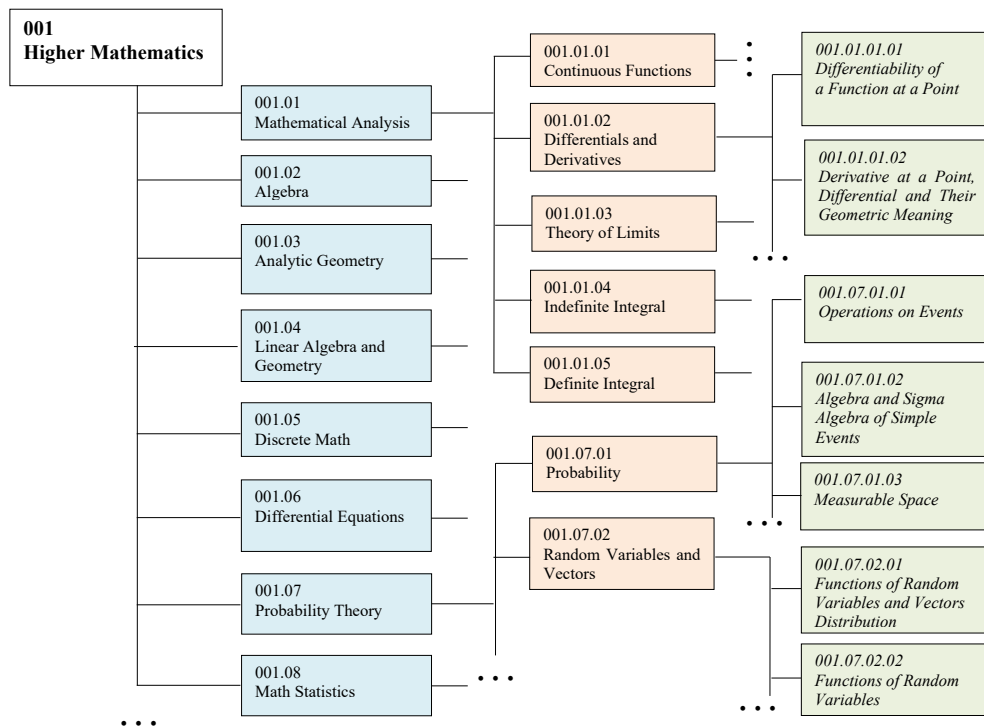 001
Higher Mathematics
001.01
Mathematical Analysis
001.02
Algebra
001.03
Analytic Geometry
001.04
Linear Algebra and
Geometry
001.05
Discrete Math
001.06
Differential Equations
001.07
Probability Theory
001.08
Math Statistics
001.01.01
Continuous Functions
001.01.02
Differentials and
Derivatives
001.01.03
Theory of Limits
001.01.04
Indefinite Integral
001.01.05
Definite Integral
001.07.01
Probability
001.07.02
Random Variables and
Vectors
001.01.01.01
Differentiability of
a Function at a Point
001.01.01.02
Derivative at a Point,
Differential and Their
Geometric Meaning
001.07.01.01
Operations on Events
001.07.01.02
Algebra and Sigma
Algebra of Simple
Events
001.07.01.03
Measurable Space
001.07.02.01
Functions of Random
Variables and Vectors
Distribution
001.07.02.02
Functions of Random
Variables